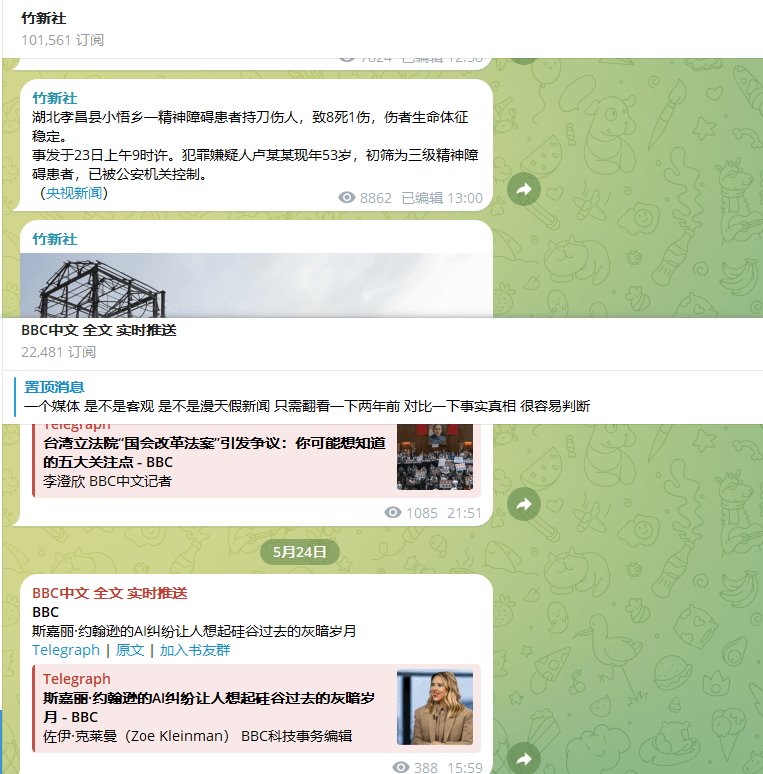 竹新社
101,561 订阅
竹新社
湖北孝昌县小悟乡一精神障碍患者持刀伤人，致8死1伤，伤者生命体征
稳定。
事发于23日上午9时许。犯罪嫌疑人卢某某现年53岁，初筛为三级精神障
碍患者，已被公安机关控制。
（央视新闻）
8862 已编辑 13:00
竹新社
BBC中文 全文 实时推送
22,481 订阅
置顶消息
一个媒体 是不是客观 是不是漫天假新闻 只需翻看一下两年前 对比一下事实真相 很容易判断
Telegraph
台湾立法院“国会改革法案”引发争议：你可能想知道
的五大关注点 - BBC
李澄欣 BBC中文记者
1085 21:51
5月24日
BBC中文 全文 实时推送
BBC
斯嘉丽·约翰逊的AI纠纷让人想起硅谷过去的灰暗岁月
Telegraph | 原文 | 加入书友群
Telegraph
斯嘉丽·约翰逊的AI纠纷让人想起硅谷过去的灰暗岁
月 - BBC
佐伊·克莱曼（Zoe Kleinman） BBC科技事务编辑
388 15:59